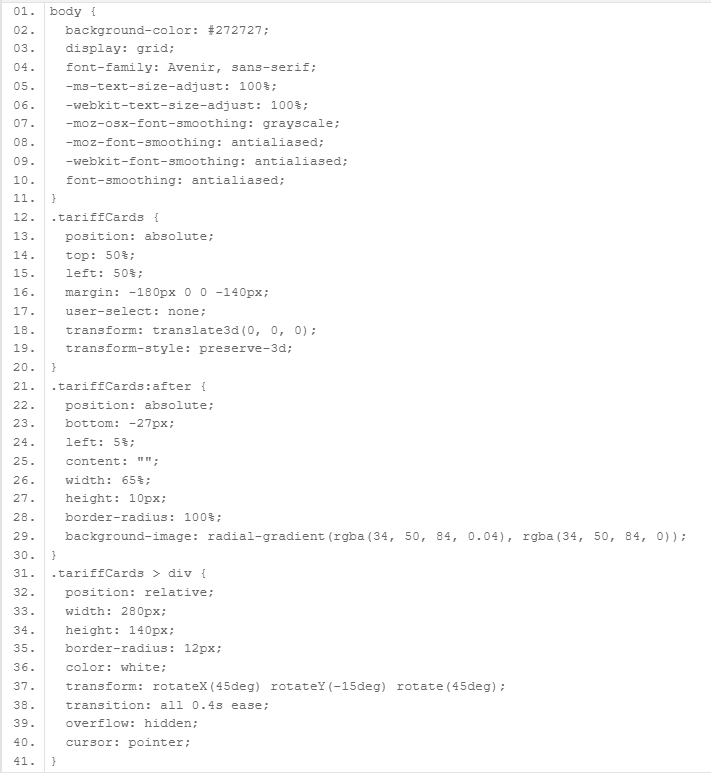 01. body {
02. background-color: #272727;
03. display: grid;
04. font-family: Avenir, sans-serif;
05. -ms-text-size-adjust: 100%;
06. -webkit-text-size-adjust: 100%;
07. -moz-osx-font-smoothing: grayscale;
08. -moz-font-smoothing: antialiased;
09. -webkit-font-smoothing: antialiased;
10. font-smoothing: antialiased;
11. }
12. .tariffCards {
13. position: absolute;
14. top: 50%;
15. left: 50%;
16. margin: -180px 0 0 -140px;
17. user-select: none;
18. transform: translate3d(0, 0, 0);
19. transform-style: preserve-3d;
20. }
21. .tariffCards:after {
22. position: absolute;
23. bottom: -27px;
24. left: 5%;
25. content: "";
26. width: 65%;
27. height: 10px;
28. border-radius: 100%;
29. background-image: radial-gradient(rgba(34, 50, 84, 0.04), rgba(34, 50, 84, 0));
30. }
31. .tariffCards > div {
32. position: relative;
33. width: 280px;
34. height: 140px;
35. border-radius: 12px;
36. color: white;
37. transform: rotateX(45deg) rotateY(-15deg) rotate(45deg);
38. transition: all 0.4s ease;
39. overflow: hidden;
40. cursor: pointer;
41. }